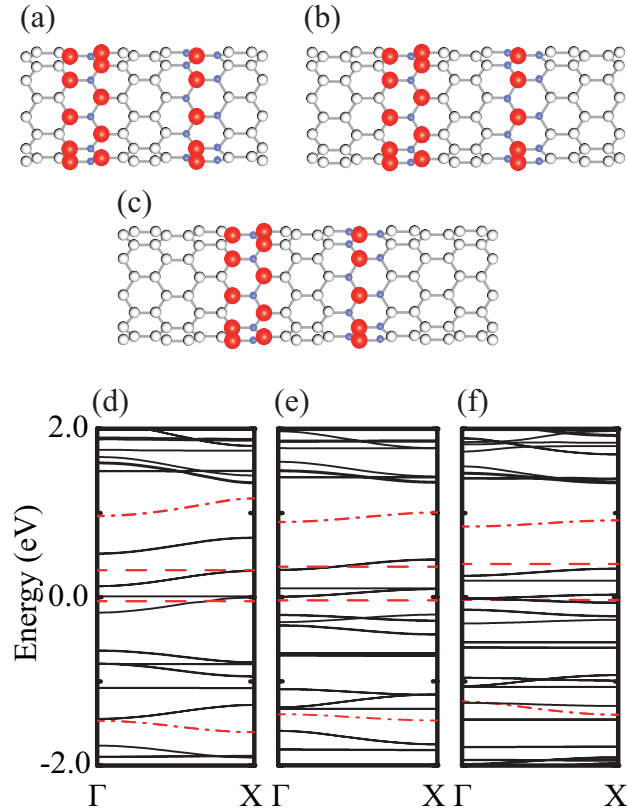 (a) (b)
(c)
(d) (e) (f)
2.0
0.0
-2.0
Energy (eV)
Γ X Γ X Γ X